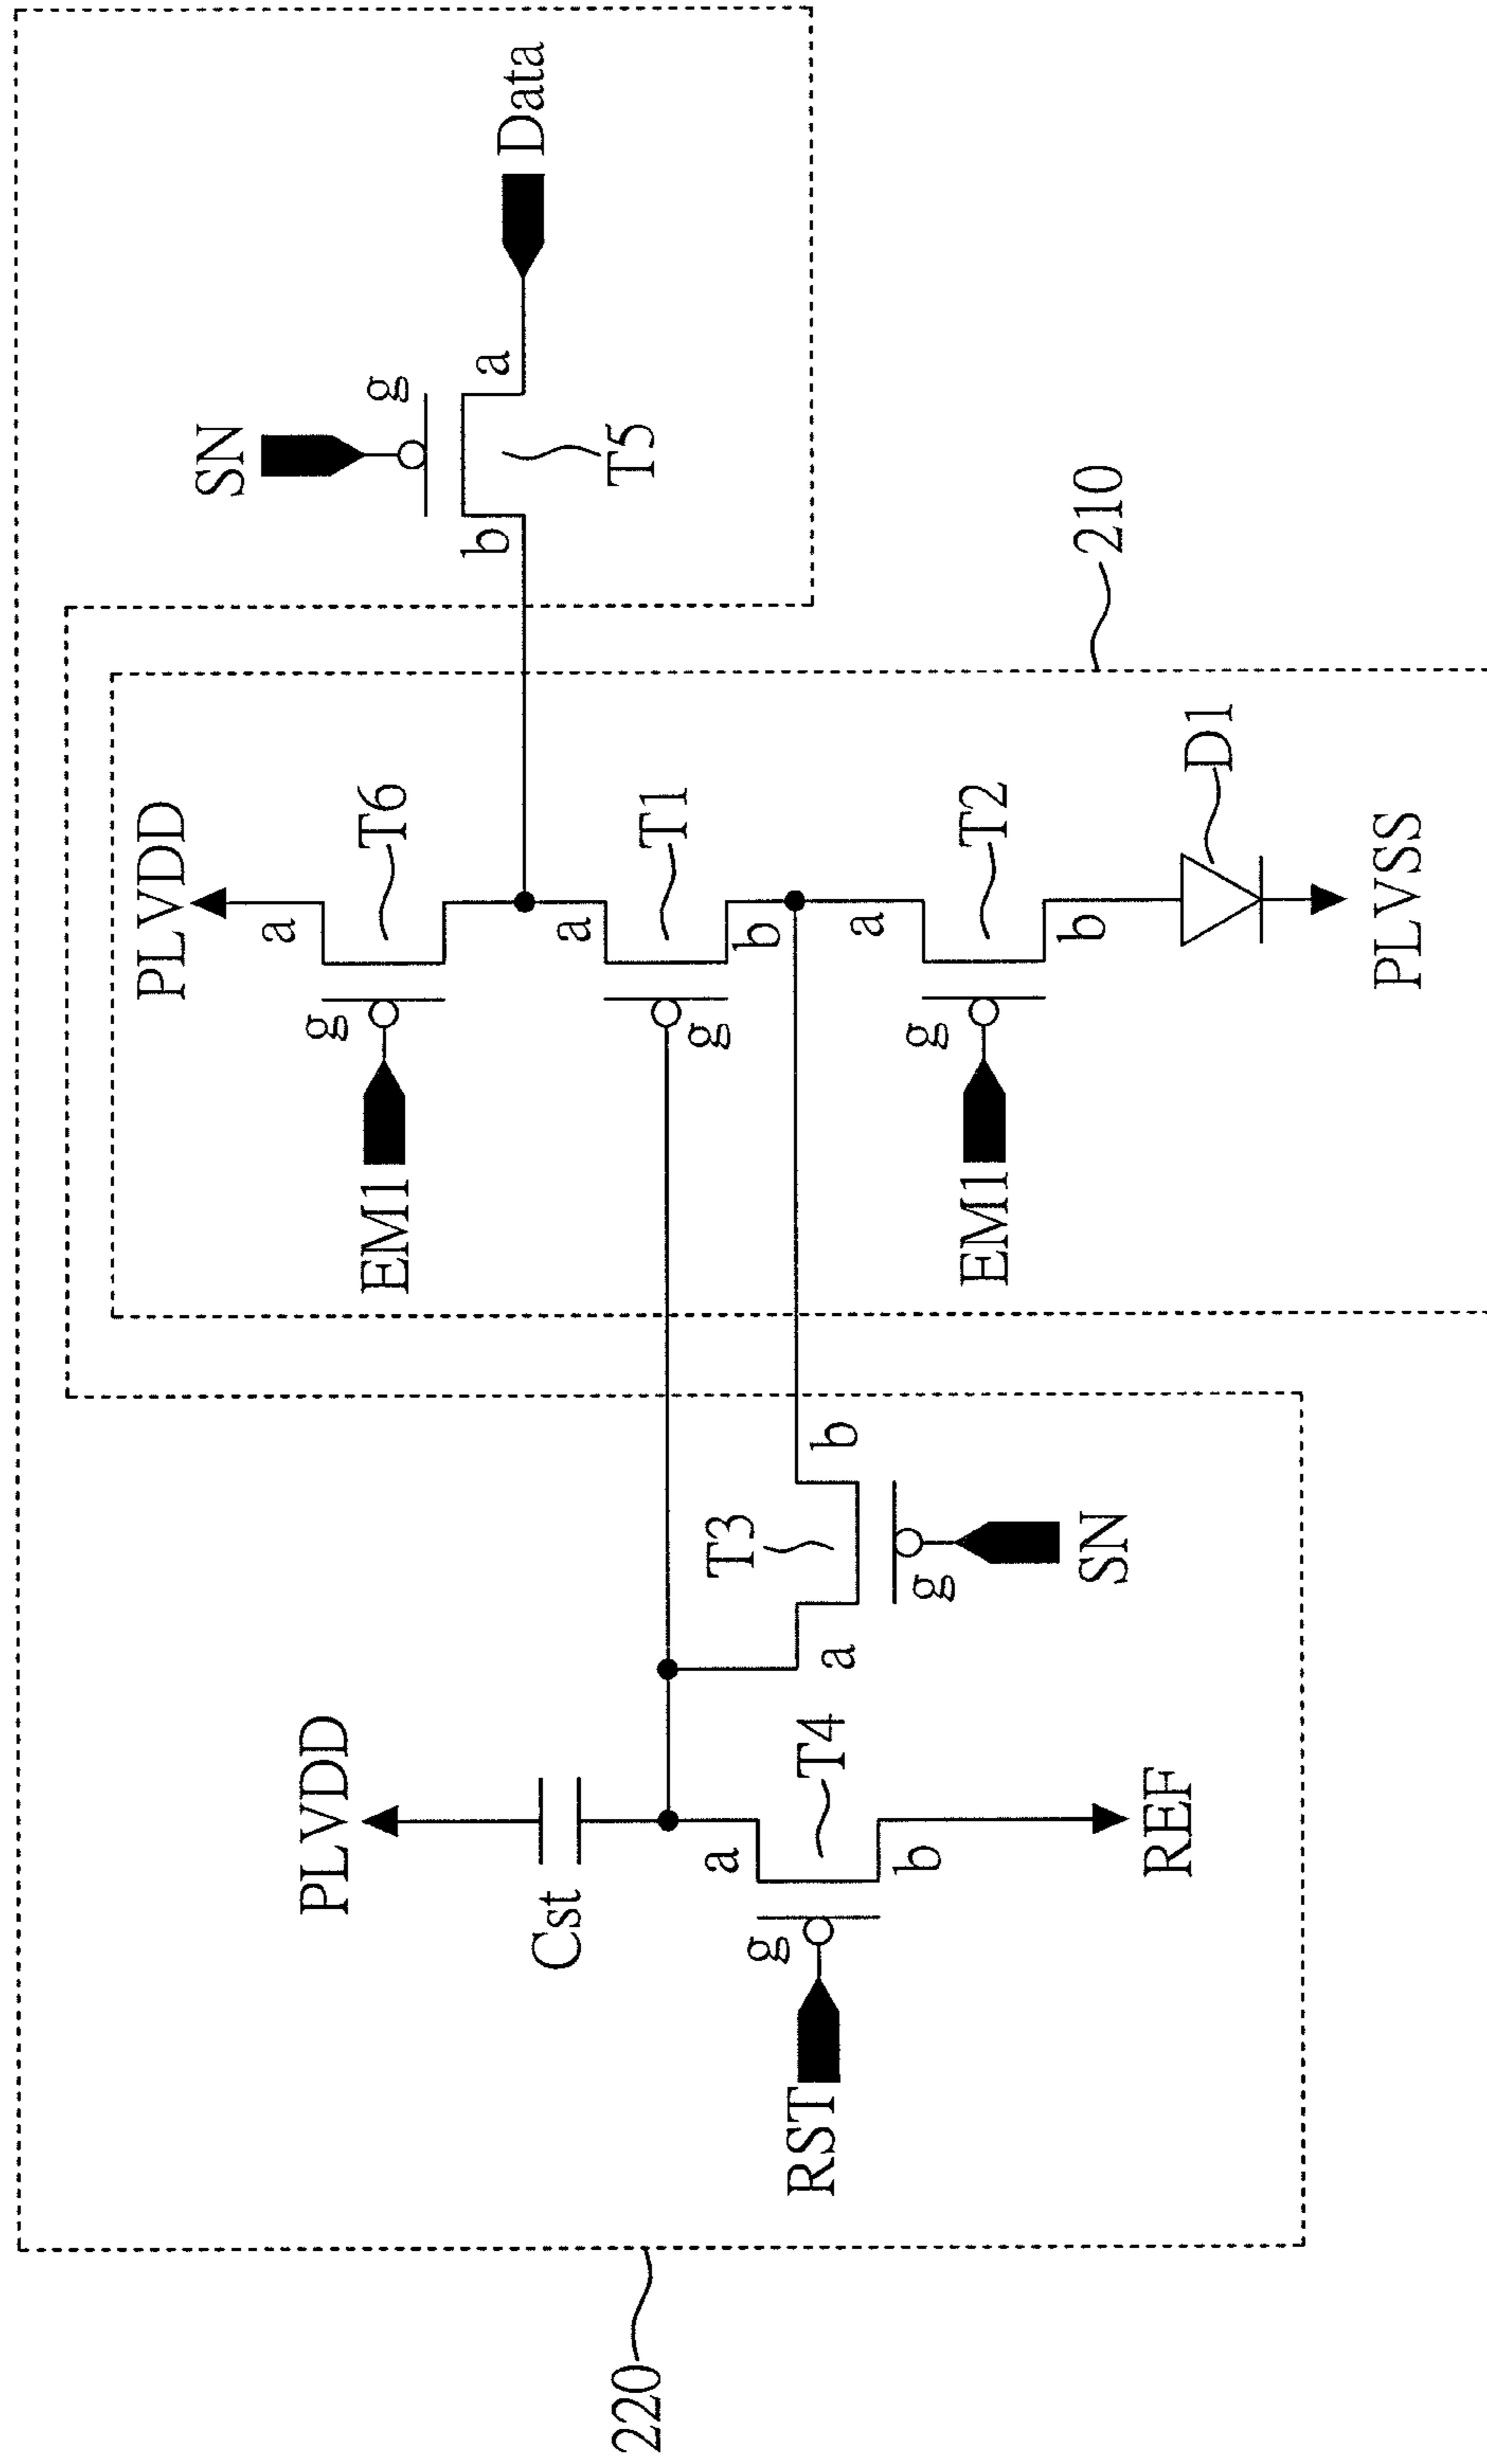 PLVDD
SN
a
PLVDD
g
EM1
T6
g
b
a
Data
Cst
a
220
T5
T1
g
a
T3
b
g
RST
T4
a
b
a
b
g
g
EM1
T2
b
SN
210
REF
D1
PLVSS